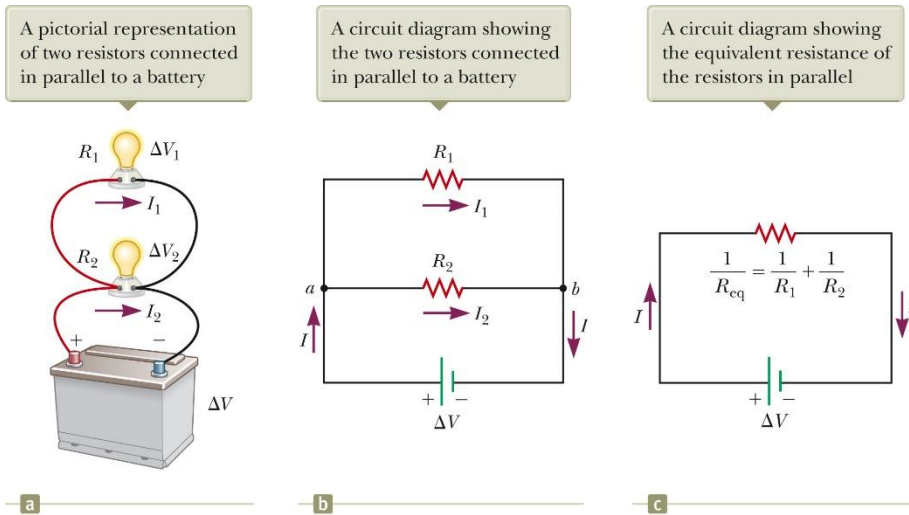 A pictorial representation
of two resistors connected
in parallel to a battery
R₁
ΔV₁
I₁
R₂
ΔV₂
I₂
+
−
ΔV
a
A circuit diagram showing
the two resistors connected
in parallel to a battery
R₁
I₁
R₂
a
b
I₂
I
I
+
−
ΔV
b
A circuit diagram showing
the equivalent resistance of
the resistors in parallel
1/R_eq = 1/R₁ + 1/R₂
I
+
−
ΔV
c